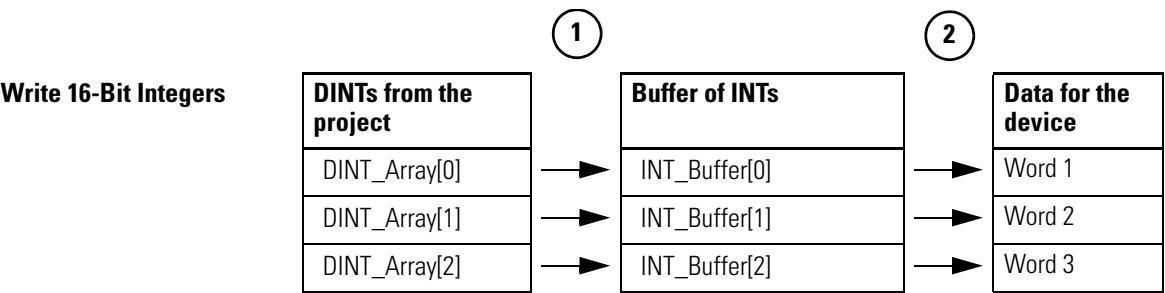 1 2
Write 16-Bit Integers
DINTs from the project
Buffer of INTs
Data for the device
DINT_Array[0] INT_Buffer[0] Word 1
DINT_Array[1] INT_Buffer[1] Word 2
DINT_Array[2] INT_Buffer[2] Word 3